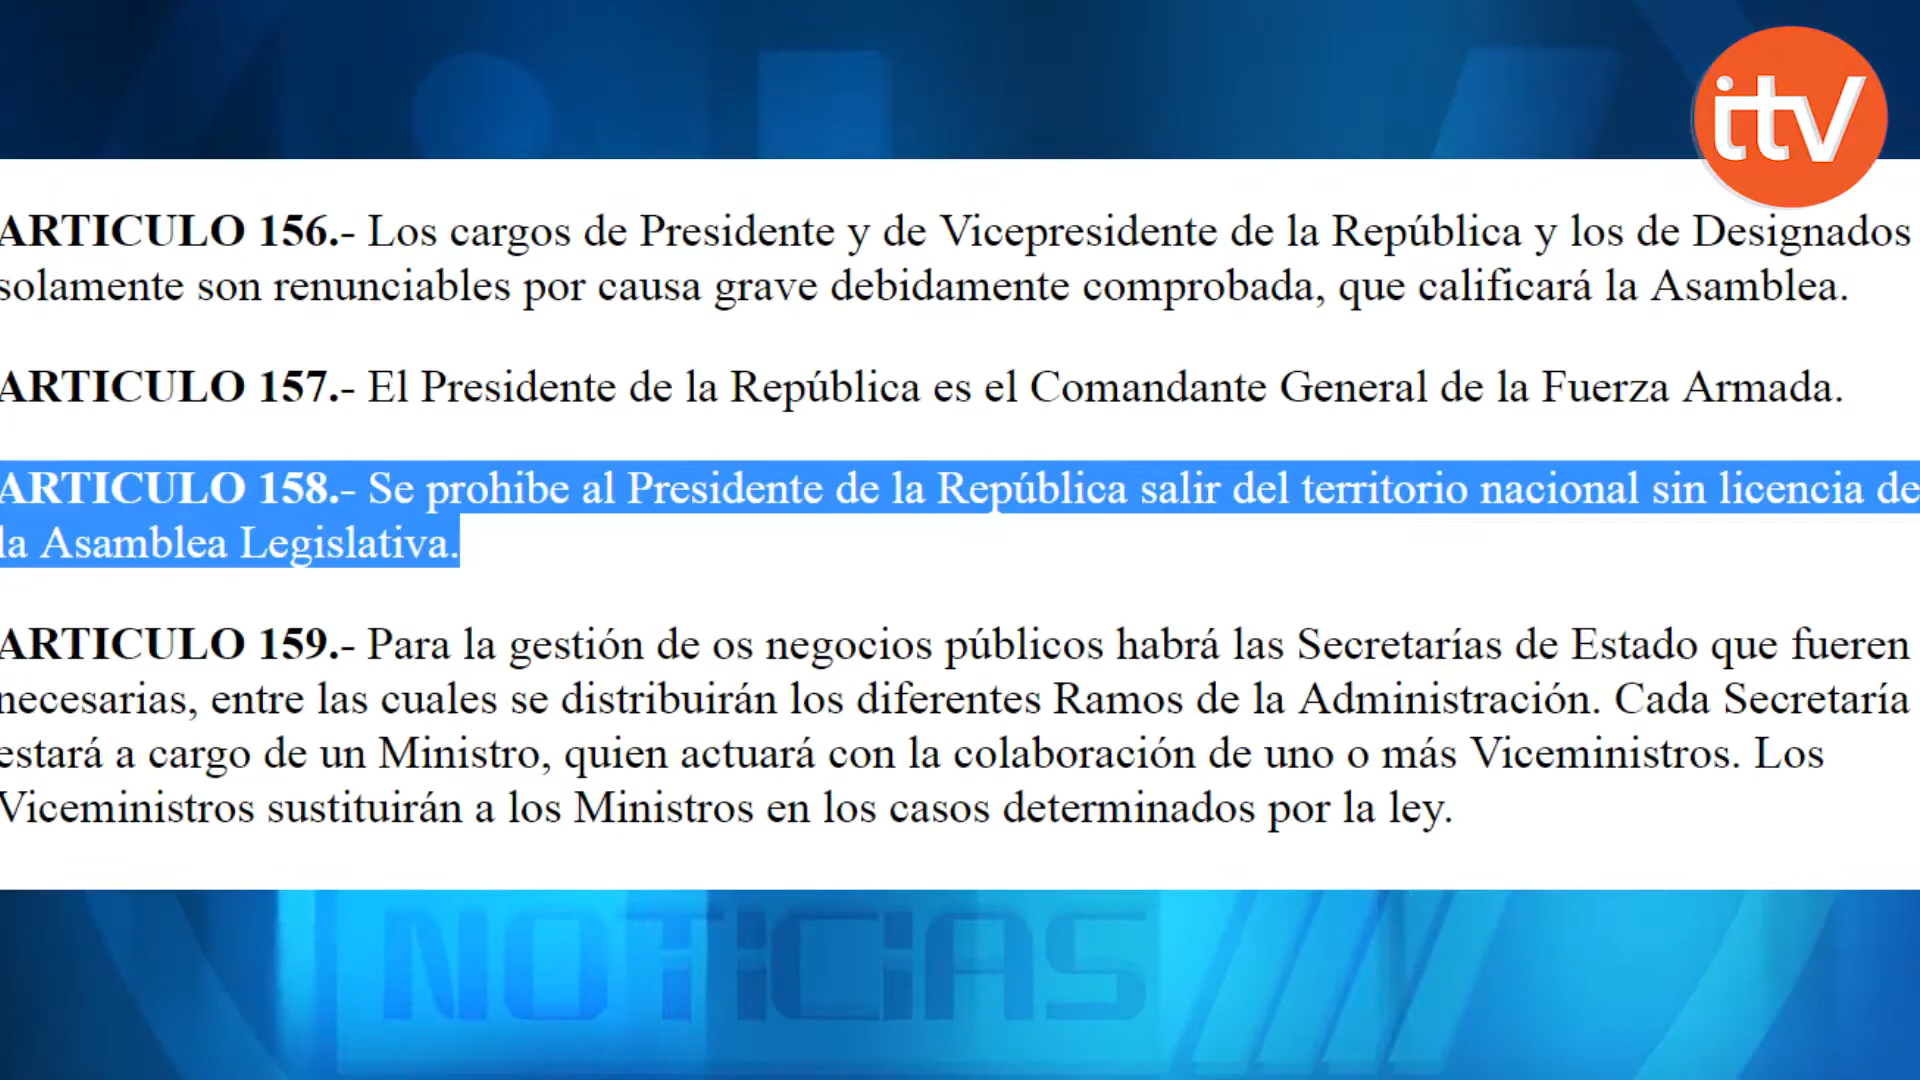 itv
ARTICULO 156.- Los cargos de Presidente y de Vicepresidente de la República y los de Designados
solamente son renunciables por causa grave debidamente comprobada, que calificará la Asamblea.
ARTICULO 157.- El Presidente de la República es el Comandante General de la Fuerza Armada.
ARTICULO 158.- Se prohibe al Presidente de la República salir del territorio nacional sin licencia de
la Asamblea Legislativa.
ARTICULO 159.- Para la gestión de os negocios públicos habrá las Secretarías de Estado que fueren
necesarias, entre las cuales se distribuirán los diferentes Ramos de la Administración. Cada Secretaría
estará a cargo de un Ministro, quien actuará con la colaboración de uno o más Viceministros. Los
Viceministros sustituirán a los Ministros en los casos determinados por la ley.
NOTICIAS